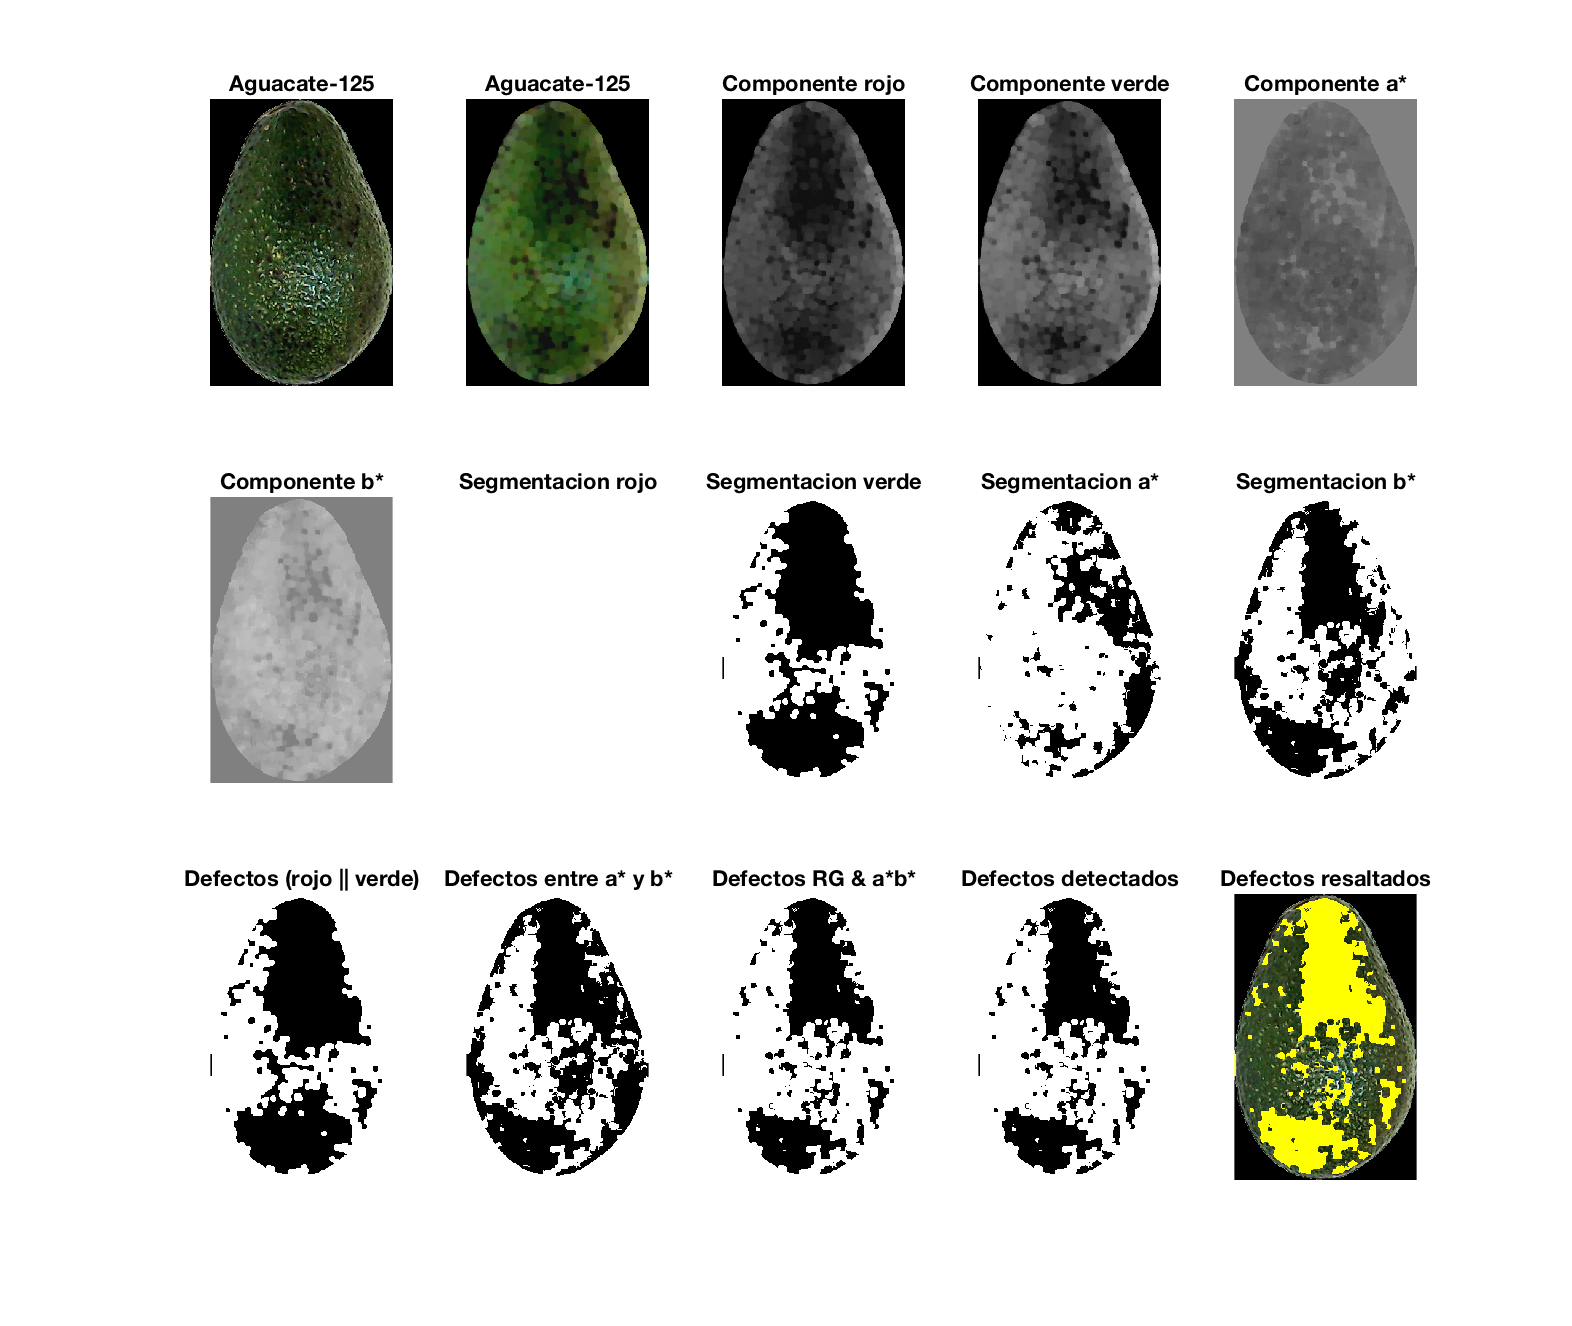 Aguacate-125
Aguacate-125
Componente rojo
Componente verde
Componente a*
Componente b*
Segmentacion rojo
Segmentacion verde
Segmentacion a*
Segmentacion b*
Defectos (rojo || verde)
Defectos entre a* y b*
Defectos RG & a*b*
Defectos detectados
Defectos resaltados